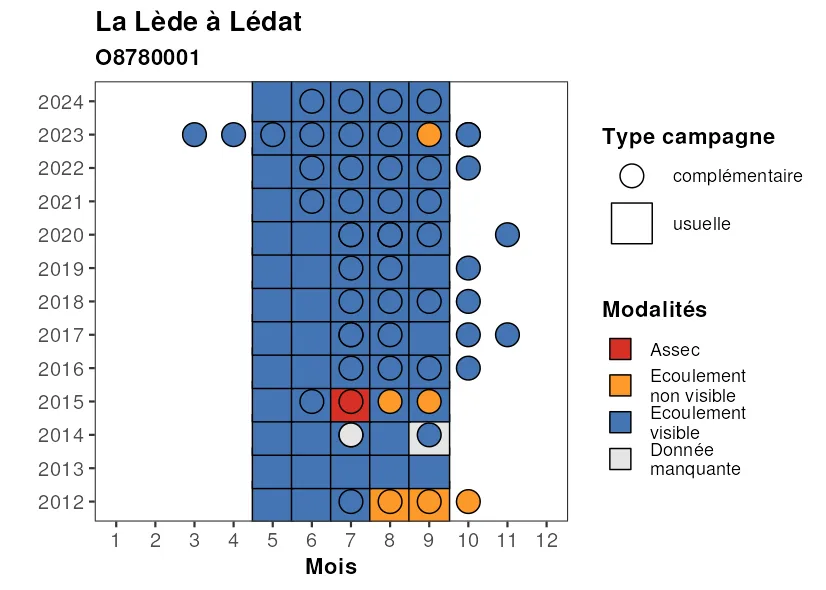 La Lède à Lédat
O8780001
2024
2023
2022
2021
2020
2019
2018
2017
2016
2015
2014
2013
2012
1 2 3 4 5 6 7 8 9 10 11 12
Mois
Type campagne
complémentaire
usuelle
Modalités
Assec
Ecoulement
non visible
Ecoulement
visible
Donnée
manquante